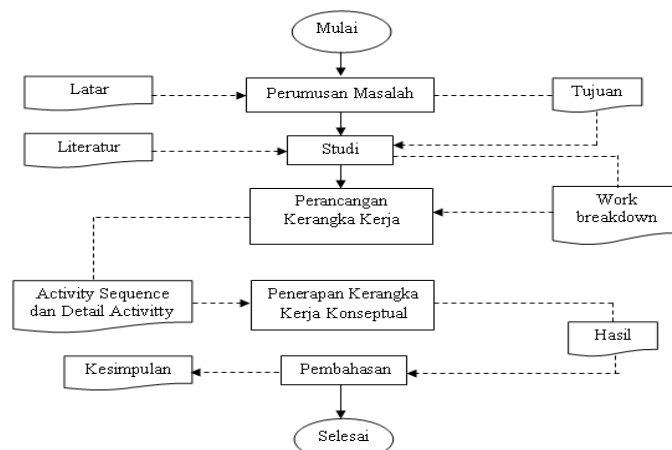 Mulai
Latar
Perumusan Masalah
Tujuan
Literatur
Studi
Perancangan
Kerangka Kerja
Work
breakdown
Activity Sequence
dan Detail Activitty
Penerapan Kerangka
Kerja Konseptual
Hasil
Kesimpulan
Pembahasan
Selesai